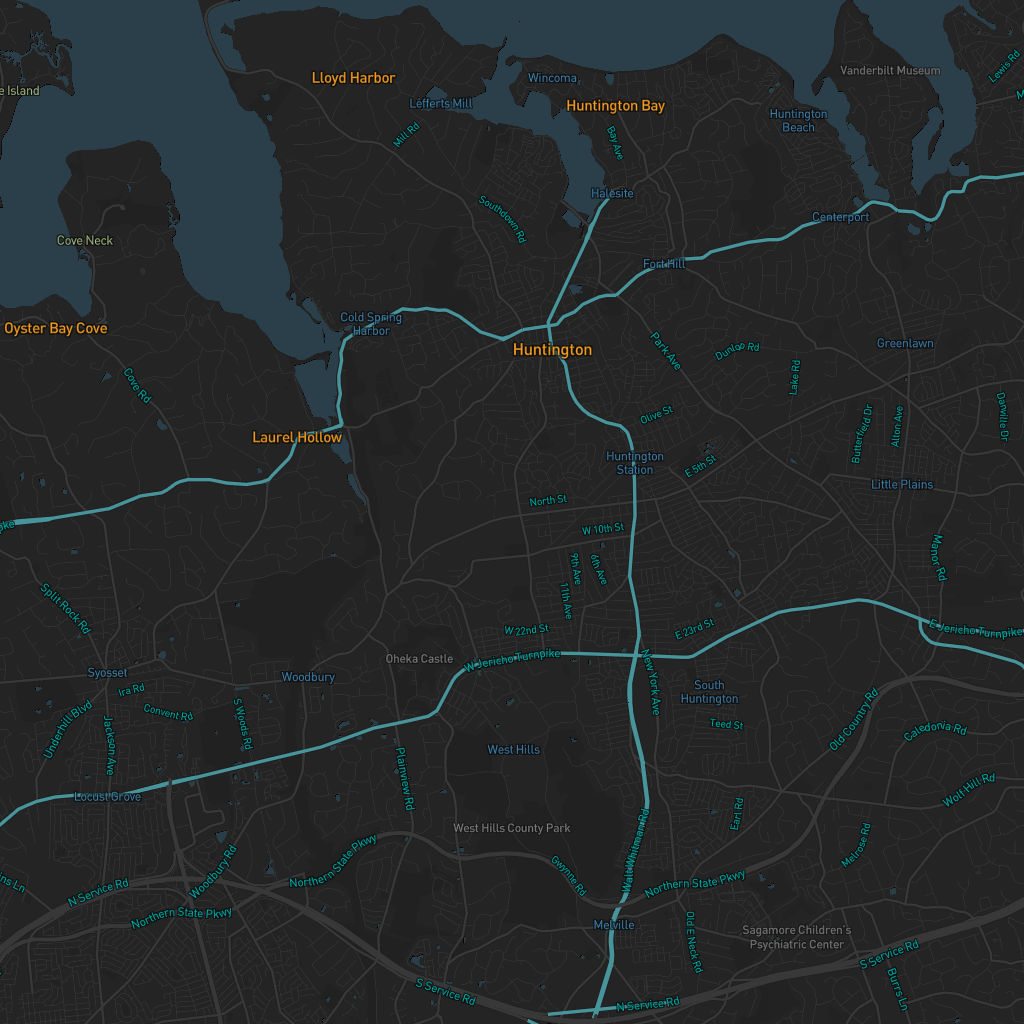 Vanderbilt Museum
Lewis Rd
Lloyd Harbor
Wincoma
e Island
Lefferts Mill
Huntington Bay
Huntington
Beach
Mill Rd
Bay Ave
Halesite
Southdown Rd
Centerport
Cove Neck
Fort Hill
Cold Spring
Harbor
Oyster Bay Cove
Huntington
Park Ave
Dunlop Rd
Greenlawn
Lake Rd
Cove Rd
Olive St
Butterfield Dr
Alton Ave
Danville Dr
Laurel Hollow
Huntington
Station
E 5th St
Little Plains
North St
pike
W 10th St
Manor Rd
9th Ave
6th Ave
11th Ave
Split Rock Rd
W 22nd St
E 23rd St
E Jericho Turnpike
Oheka Castle
W Jericho Turnpike
Syosset
Woodbury
New York Ave
South
Huntington
Ira Rd
Convent Rd
S Woods Rd
Underhill Blvd
Jackson Ave
Teed St
Old Country Rd
Caledonia Rd
West Hills
Plainview Rd
Locust Grove
Wolf Hill Rd
Earl Rd
West Hills County Park
Walt Whitman Rd
Melrose Rd
Northern State Pkwy
Gwynne Rd
Woodbury Rd
ns Ln
N Service Rd
Northern State Pkwy
Northern State Pkwy
Melville
Old E Neck Rd
Sagamore Children's
Psychiatric Center
S Service Rd
S Service Rd
Burrs Ln
N Service Rd